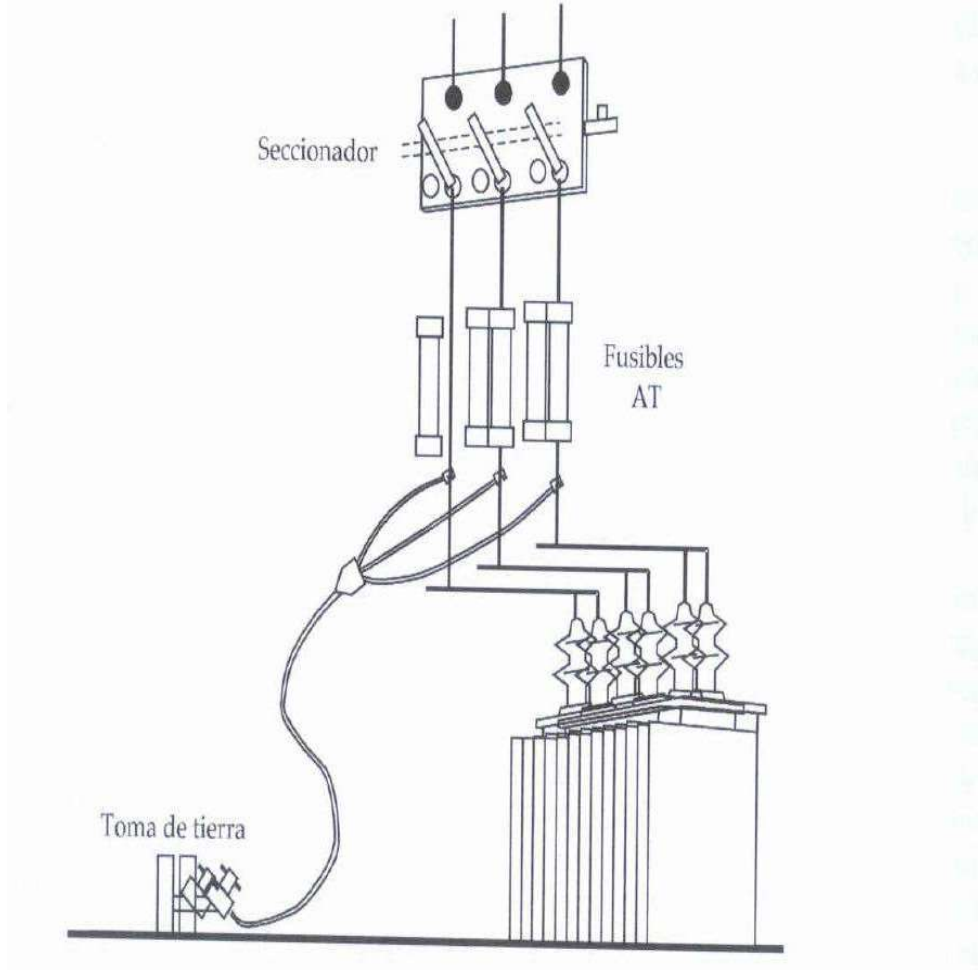 Seccionador
Fusibles
AT
Toma de tierra